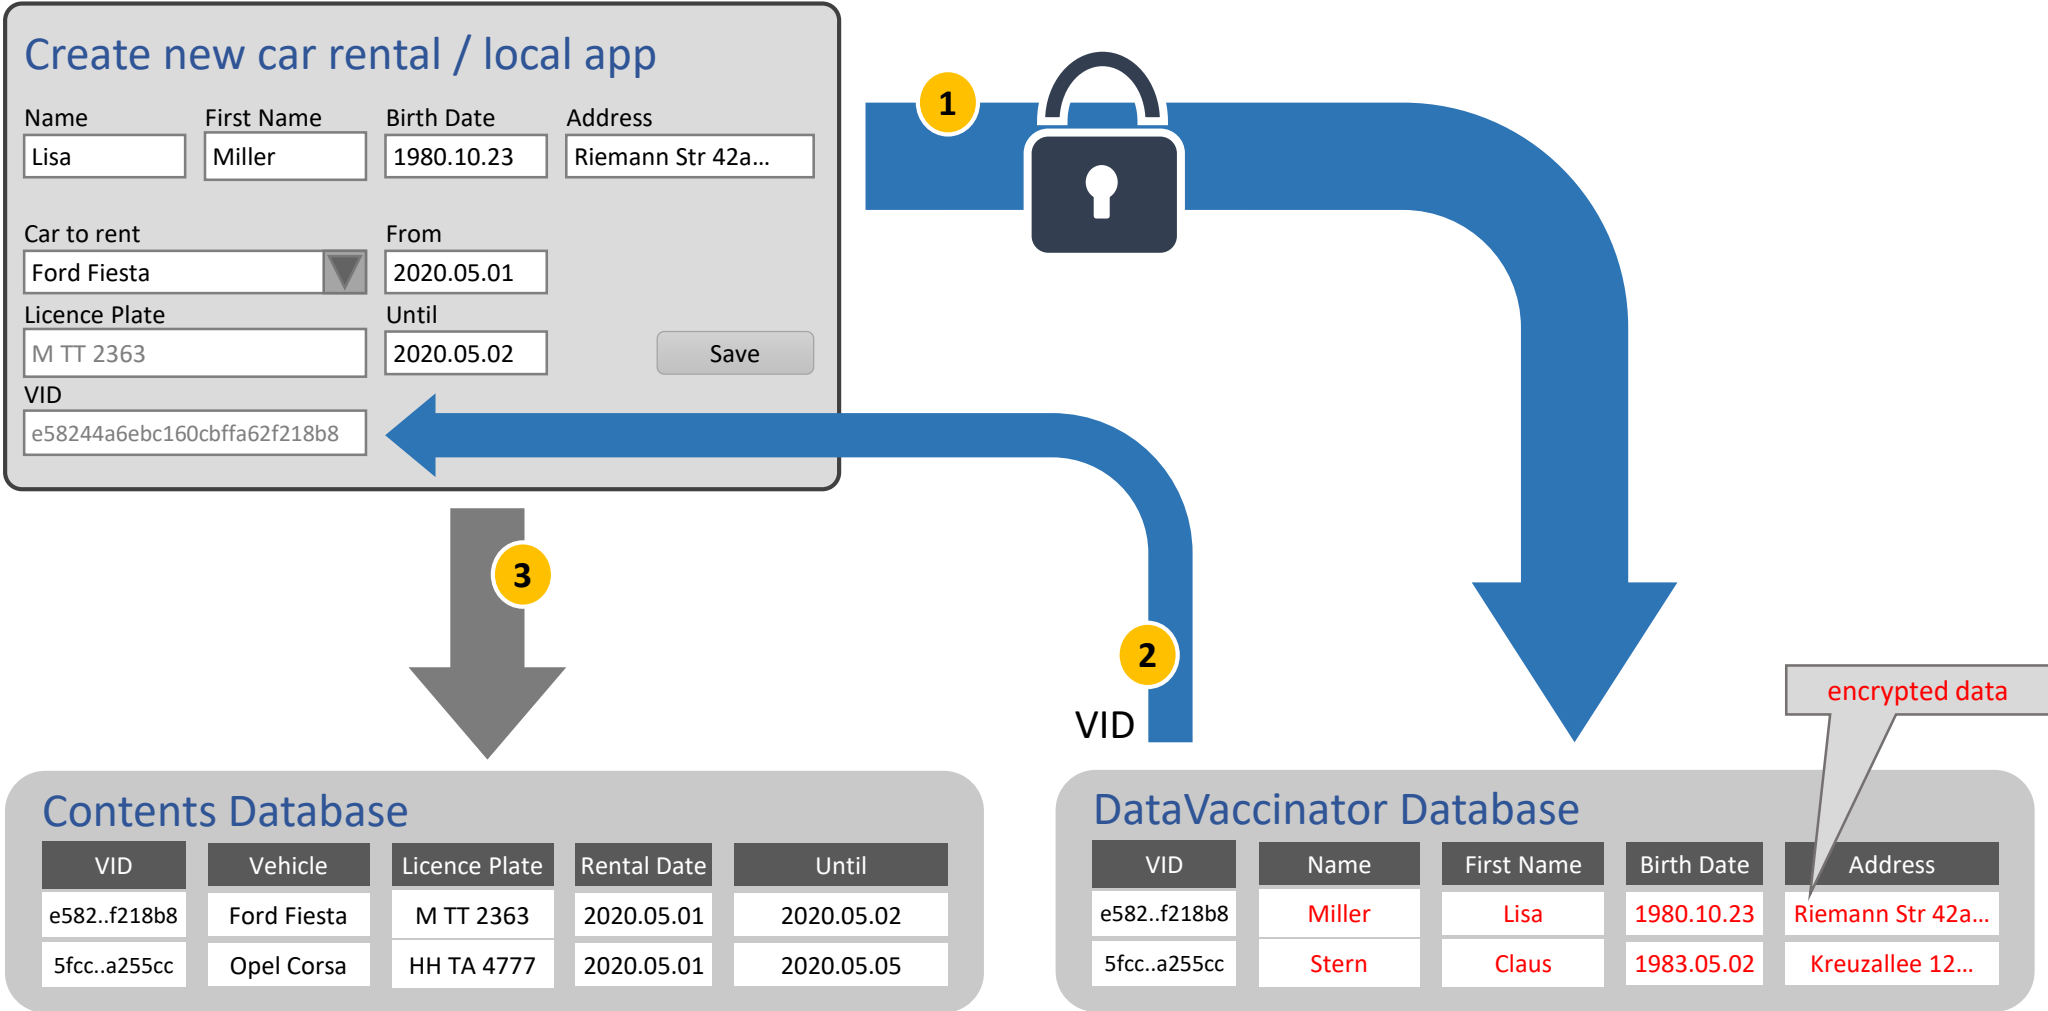 Create new car rental / local app
Name First Name Birth Date Address
Lisa Miller 1980.10.23 Riemann Str 42a...
Car to rent From
Ford Fiesta 2020.05.01
Licence Plate Until
M TT 2363 2020.05.02 Save
VID
e58244a6ebc160cbffa62f218b8
1
3
2
VID
encrypted data
Contents Database
VID Vehicle Licence Plate Rental Date Until
e582..f218b8 Ford Fiesta M TT 2363 2020.05.01 2020.05.02
5fcc..a255cc Opel Corsa HH TA 4777 2020.05.01 2020.05.05
DataVaccinator Database
VID Name First Name Birth Date Address
e582..f218b8 Miller Lisa 1980.10.23 Riemann Str 42a...
5fcc..a255cc Stern Claus 1983.05.02 Kreuzallee 12...